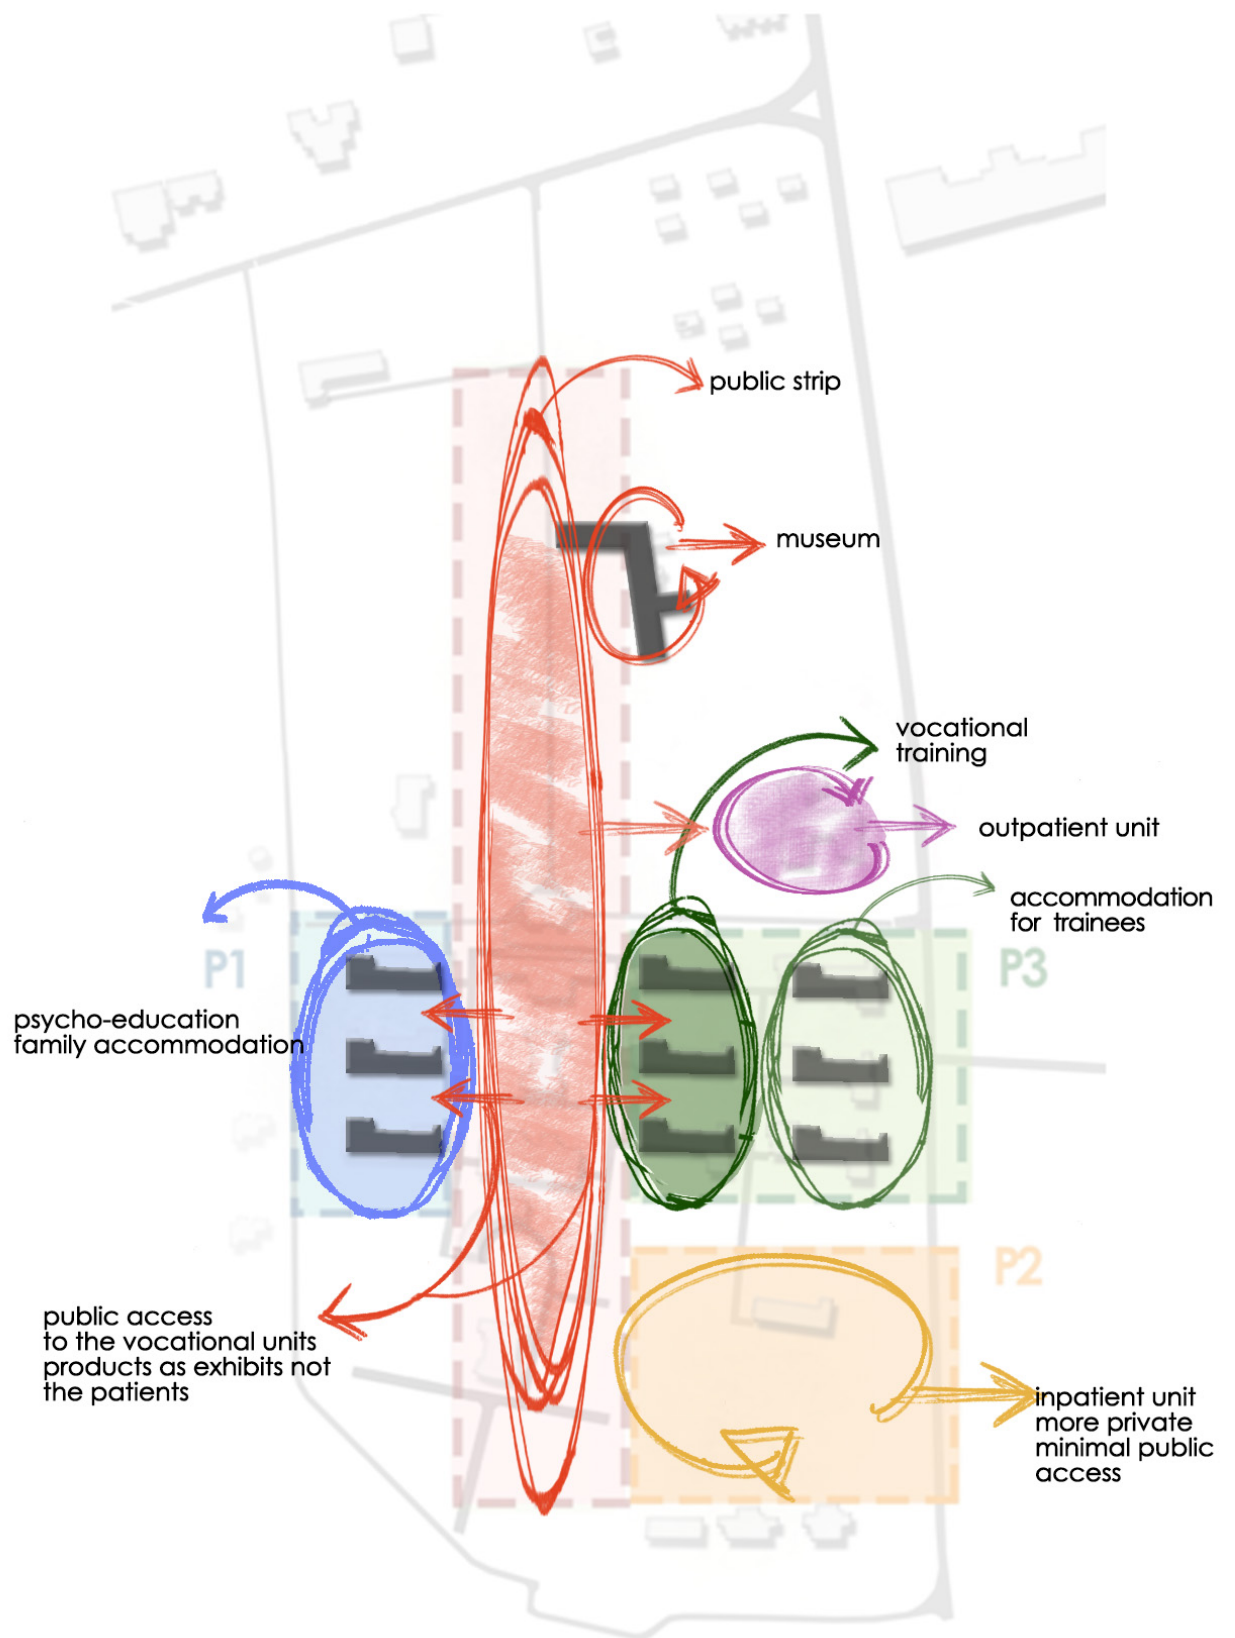 public strip
museum
vocational
training
outpatient unit
accommodation
for trainees
P1
P3
psycho-education
family accommodation
P2
public access
to the vocational units
products as exhibits not
the patients
inpatient unit
more private
minimal public
access